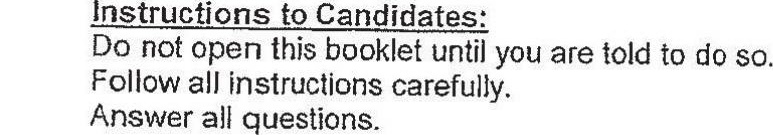 Instructions to Candidates:
Do not open this booklet until you are told to do so.
Follow all instructions carefully.
Answer all questions.